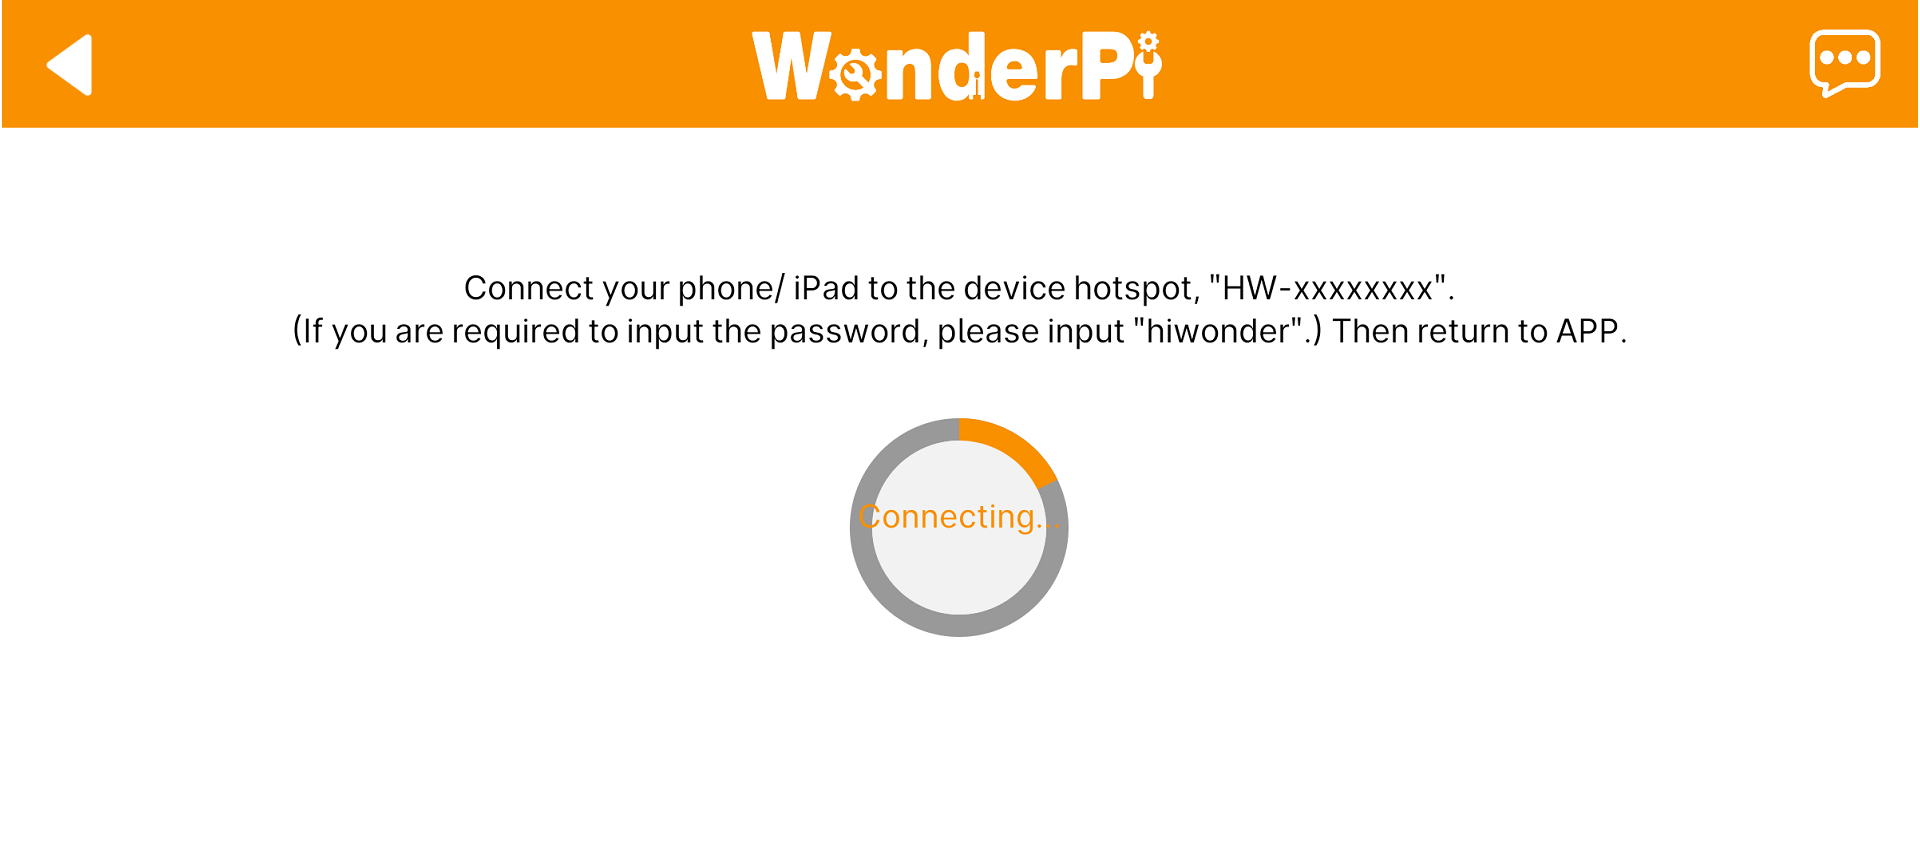 WonderPi
Connect your phone/ iPad to the device hotspot, "HW-xxxxxxxx".
(If you are required to input the password, please input "hiwonder".) Then return to APP.
Connecting...